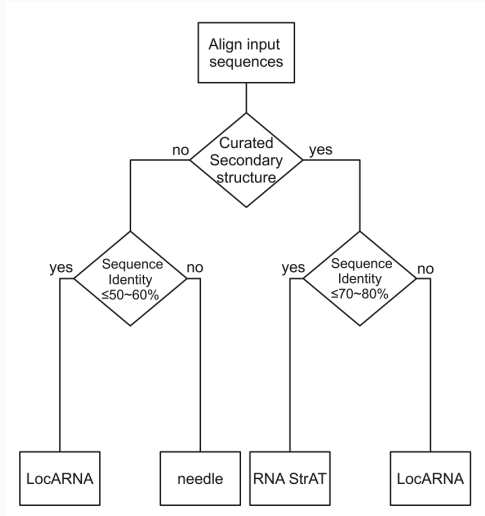 Align input
sequences
no
Curated
Secondary
structure
yes
yes
Sequence
Identity
≤50~60%
no
yes
Sequence
Identity
≤70~80%
no
LocARNA
needle
RNA StrAT
LocARNA